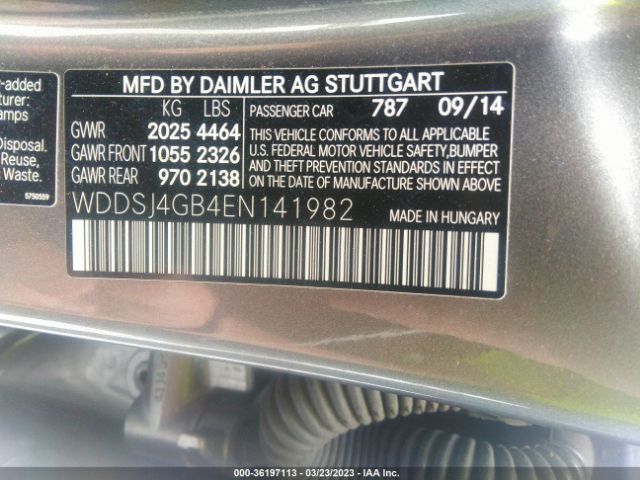 r-added
turer:
amps
Disposal.
Reuse,
Waste.
5750559
MFD BY DAIMLER AG STUTTGART
KG LBS
GVWR 2025 4464
GAWR FRONT 1055 2326
GAWR REAR 970 2138
PASSENGER CAR 787 09/14
THIS VEHICLE CONFORMS TO ALL APPLICABLE
U.S. FEDERAL MOTOR VEHICLE SAFETY,BUMPER
AND THEFT PREVENTION STANDARDS IN EFFECT
ON THE DATE OF MANUFACTURE SHOWN ABOVE
WDDSJ4GB4EN141982
MADE IN HUNGARY
000-36197113 — 03/23/2023 — IAA Inc.